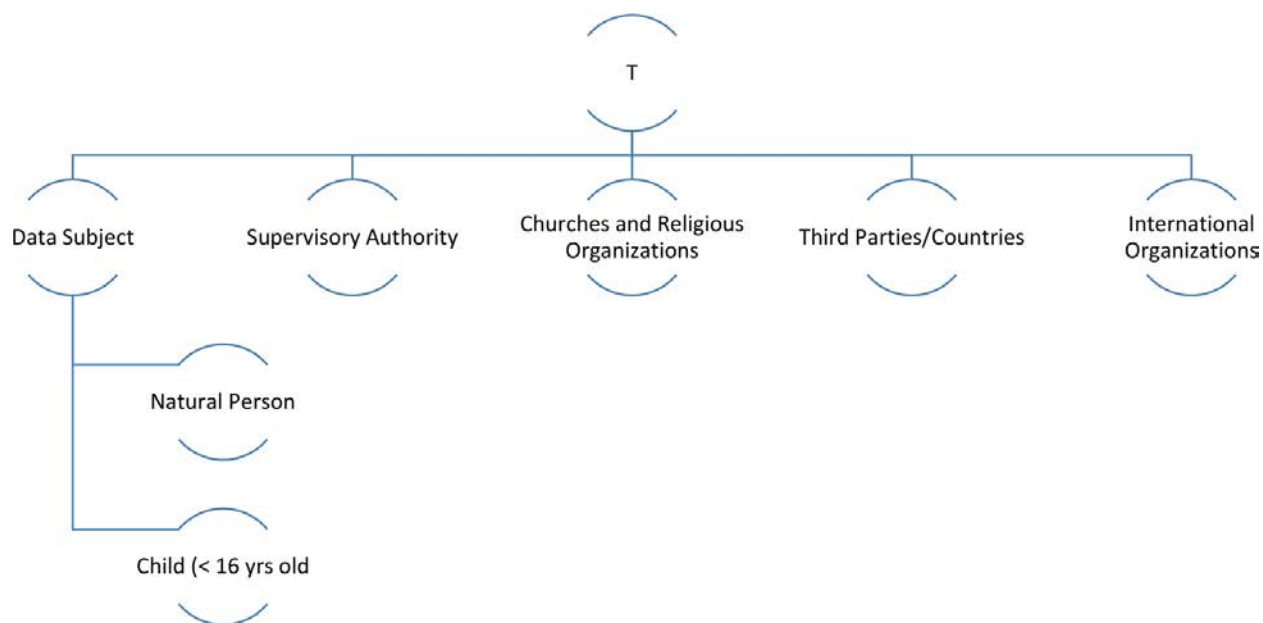 T
Data Subject
Supervisory Authority
Churches and Religious
Organizations
Third Parties/Countries
International
Organizations
Natural Person
Child (< 16 yrs old